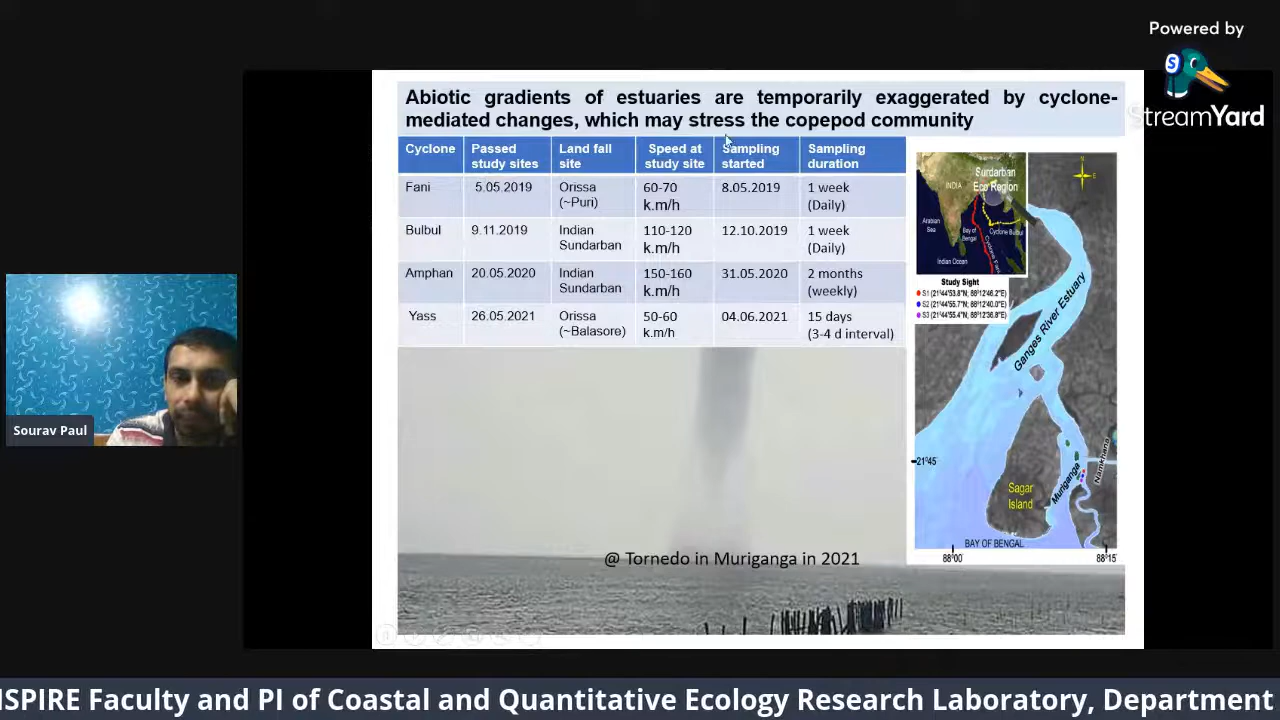 Powered by
S
StreamYard
Abiotic gradients of estuaries are temporarily exaggerated by cyclone-
mediated changes, which may stress the copepod community
Cyclone Passed study sites Land fall site Speed at study site Sampling started Sampling duration
Fani 5.05.2019 Orissa (~Puri) 60-70 k.m/h 8.05.2019 1 week (Daily)
Bulbul 9.11.2019 Indian Sundarban 110-120 k.m/h 12.10.2019 1 week (Daily)
Amphan 20.05.2020 Indian Sundarban 150-160 k.m/h 31.05.2020 2 months (weekly)
Yass 26.05.2021 Orissa (~Balasore) 50-60 k.m/h 04.06.2021 15 days (3-4 d interval)
@ Tornedo in Muriganga in 2021
Surdarban
Eco Region
INDIA
Arabian
Sea
Bay of
Bengal
Cyclone Bulbul
Cyclone Fani
Indian Ocean
N
E
Study Sight
S1 (21°44'53.8"N, 88°12'46.2"E)
S2 (21°44'55.7"N, 88°12'40.0"E)
S3 (21°44'55.4"N, 88°12'36.8"E)
Ganges River Estuary
21°45'
Sagar
Island
Muriganga
Namkhana
BAY OF BENGAL
88°00'
88°15'
Sourav Paul
NSPIRE Faculty and PI of Coastal and Quantitative Ecology Research Laboratory, Department